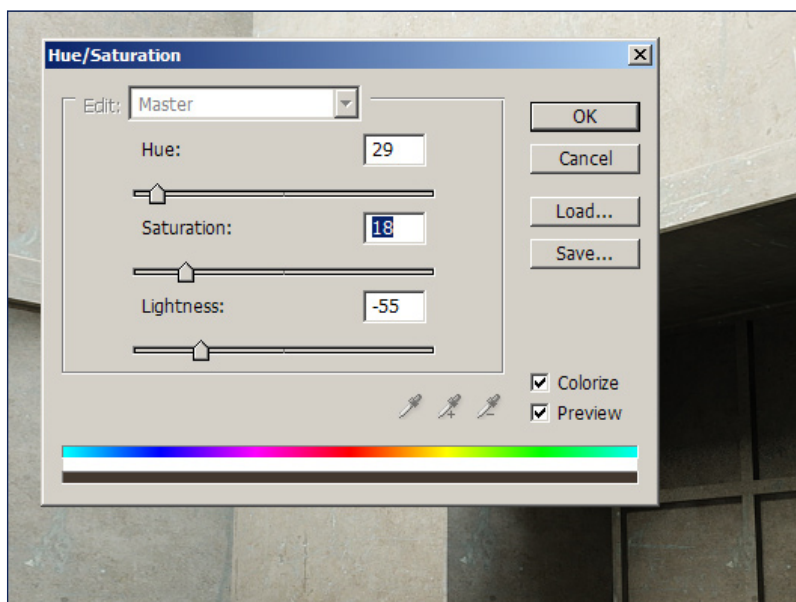 Hue/Saturation
Edit: Master
Hue: 29
Saturation: 18
Lightness: -55
OK
Cancel
Load...
Save...
Colorize
Preview